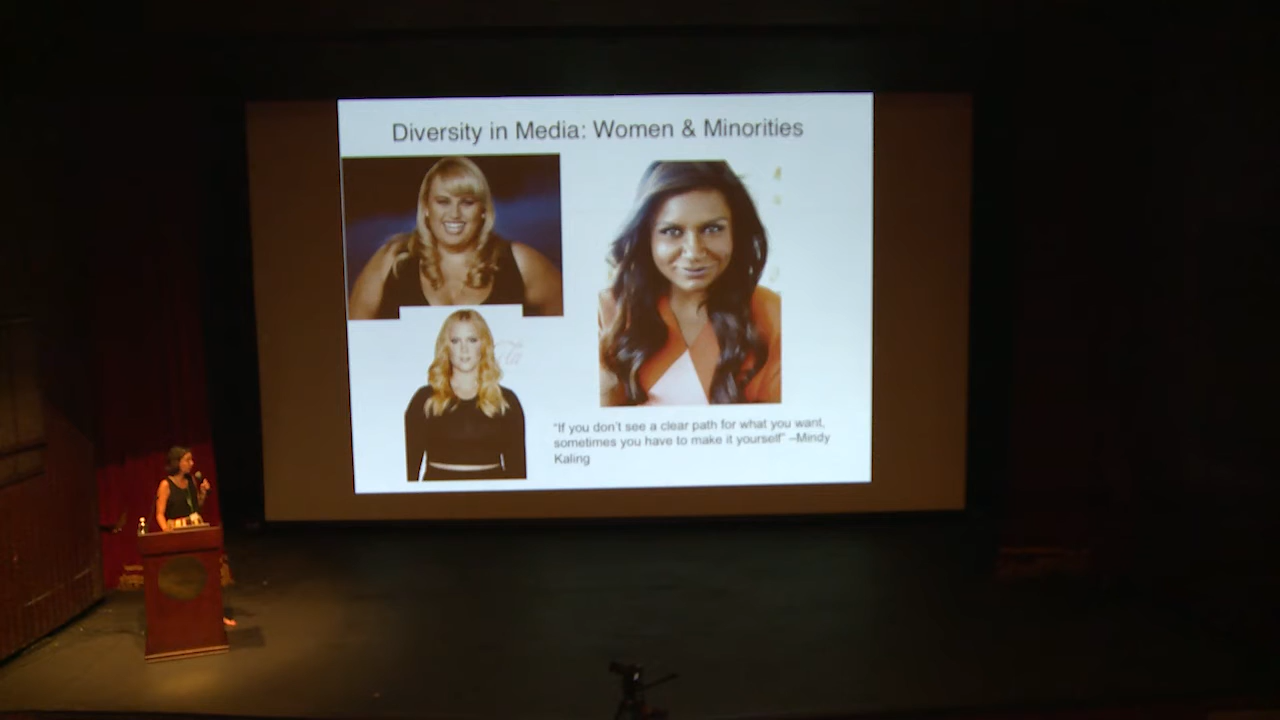 Diversity in Media: Women & Minorities
"If you don't see a clear path for what you want,
sometimes you have to make it yourself" –Mindy
Kaling